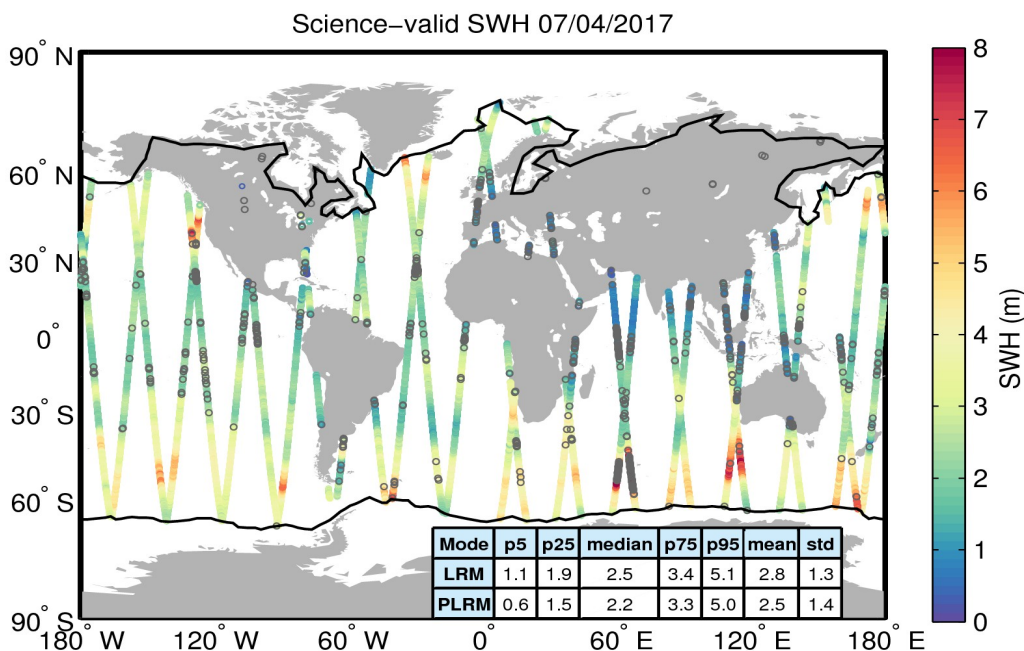 Science−valid SWH 07/04/2017
90° N
60° N
30° N
0°
30° S
60° S
90° S
180° W
120° W
60° W
0°
60° E
120° E
180° E
8
7
6
5
4
3
2
1
0
SWH (m)
Mode p5 p25 median p75 p95 mean std
LRM 1.1 1.9 2.5 3.4 5.1 2.8 1.3
PLRM 0.6 1.5 2.2 3.3 5.0 2.5 1.4